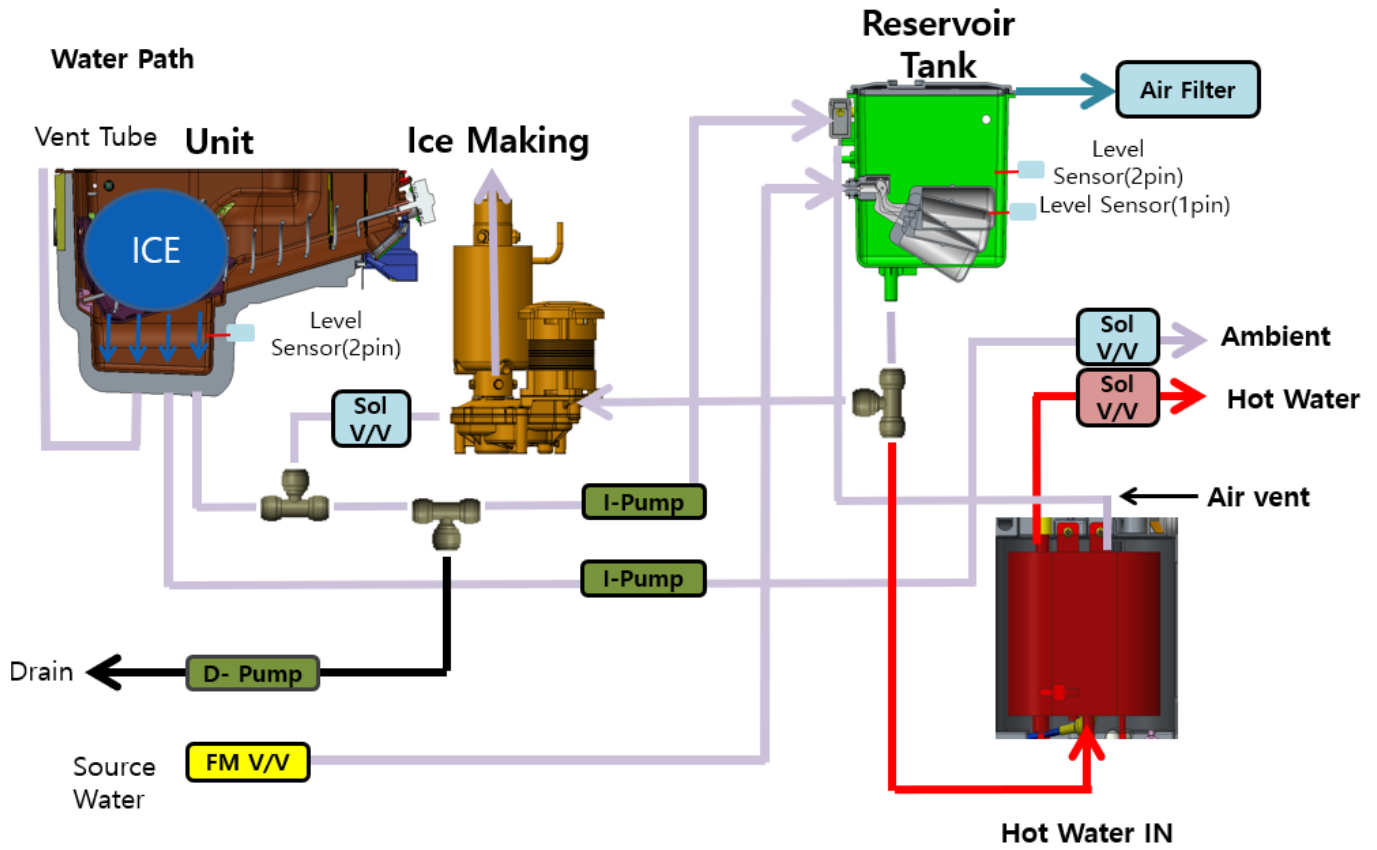 Water Path
Reservoir
Tank
Air Filter
Vent Tube
Unit
Ice Making
Level
Sensor(2pin)
Level Sensor(1pin)
ICE
Level
Sensor(2pin)
Sol
V/V
Ambient
Sol
V/V
Hot Water
Sol
V/V
I-Pump
Air vent
I-Pump
Drain
D- Pump
FM V/V
Source
Water
Hot Water IN